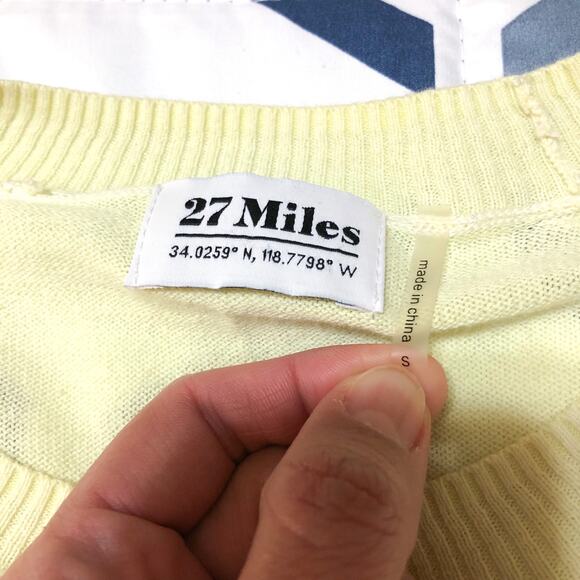 27 Miles
34.0259° N, 118.7798° W
made in china S